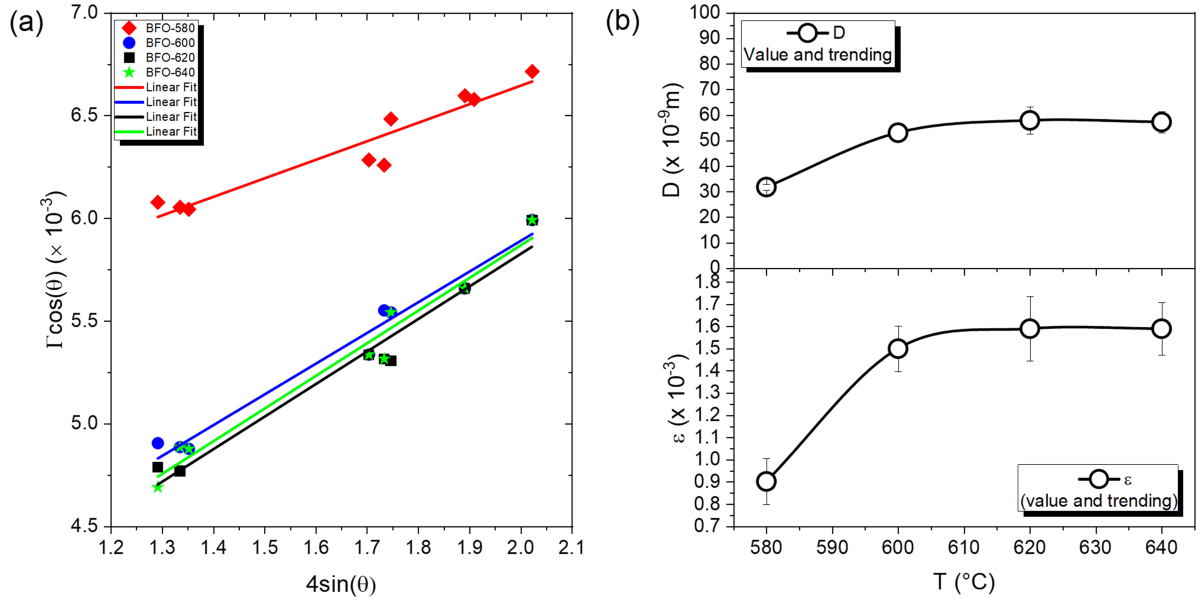 (a)
BFO-580
BFO-600
BFO-620
BFO-640
Linear Fit
Linear Fit
Linear Fit
Linear Fit
7.0
6.5
6.0
5.5
5.0
4.5
Γcos(θ) (× 10⁻³)
1.2 1.3 1.4 1.5 1.6 1.7 1.8 1.9 2.0 2.1
4sin(θ)
(b)
D
Value and trending
100
90
80
70
60
50
40
30
20
10
0
D (x 10⁻⁹m)
1.8
1.7
1.6
1.5
1.4
1.3
1.2
1.1
1.0
0.9
0.8
0.7
ε (x 10⁻³)
ε
(value and trending)
580 590 600 610 620 630 640
T (°C)